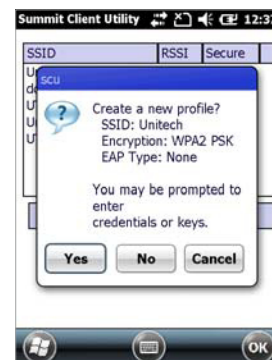 Summit Client Utility 12:37
SSID RSSI Secure
scu
Create a new profile?
SSID: Unitech
Encryption: WPA2 PSK
EAP Type: None
You may be prompted to
enter
credentials or keys.
Yes No Cancel
OK